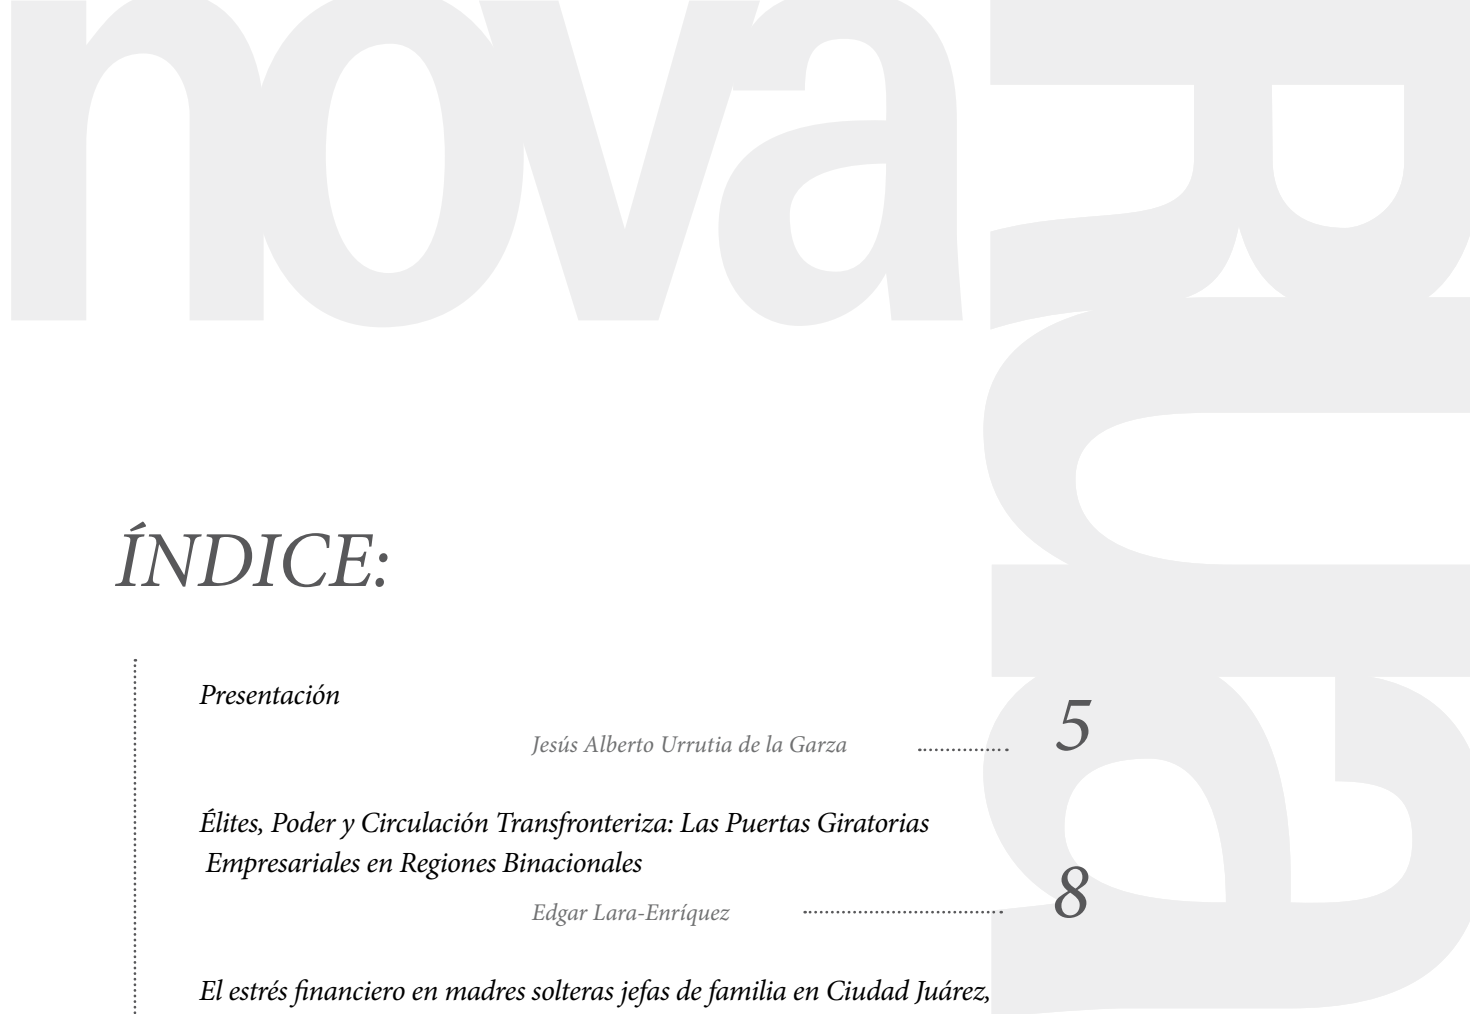 nova
RUa
ÍNDICE:
Presentación
Jesús Alberto Urrutia de la Garza ................ 5
Élites, Poder y Circulación Transfronteriza: Las Puertas Giratorias
Empresariales en Regiones Binacionales
Edgar Lara-Enríquez .................................... 8
El estrés financiero en madres solteras jefas de familia en Ciudad Juárez,